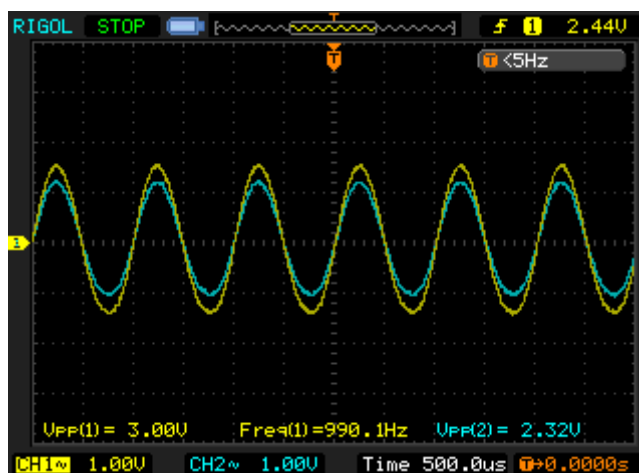 RIGOL STOP T f 1 2.44V
T <5Hz
T
1
Vpp(1)= 3.00V Freq(1)=990.1Hz Vpp(2)= 2.32V
CH1~ 1.00V CH2~ 1.00V Time 500.0us T→0.0000s